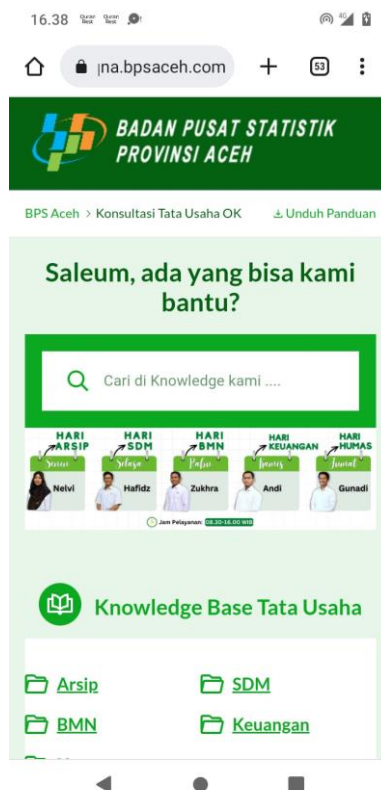 16.38
4G
ɡna.bpsaceh.com
53
BADAN PUSAT STATISTIK
PROVINSI ACEH
BPS Aceh > Konsultasi Tata Usaha OK
Unduh Panduan
Saleum, ada yang bisa kami
bantu?
Cari di Knowledge kami ....
HARI ARSIP
HARI SDM
HARI BMN
HARI KEUANGAN
HARI HUMAS
Senin
Selasa
Rabu
Kamis
Jumat
Nelvi
Hafidz
Zukhra
Andi
Gunadi
Jam Pelayanan: 08.30-16.00 WIB
Knowledge Base Tata Usaha
Arsip
SDM
BMN
Keuangan